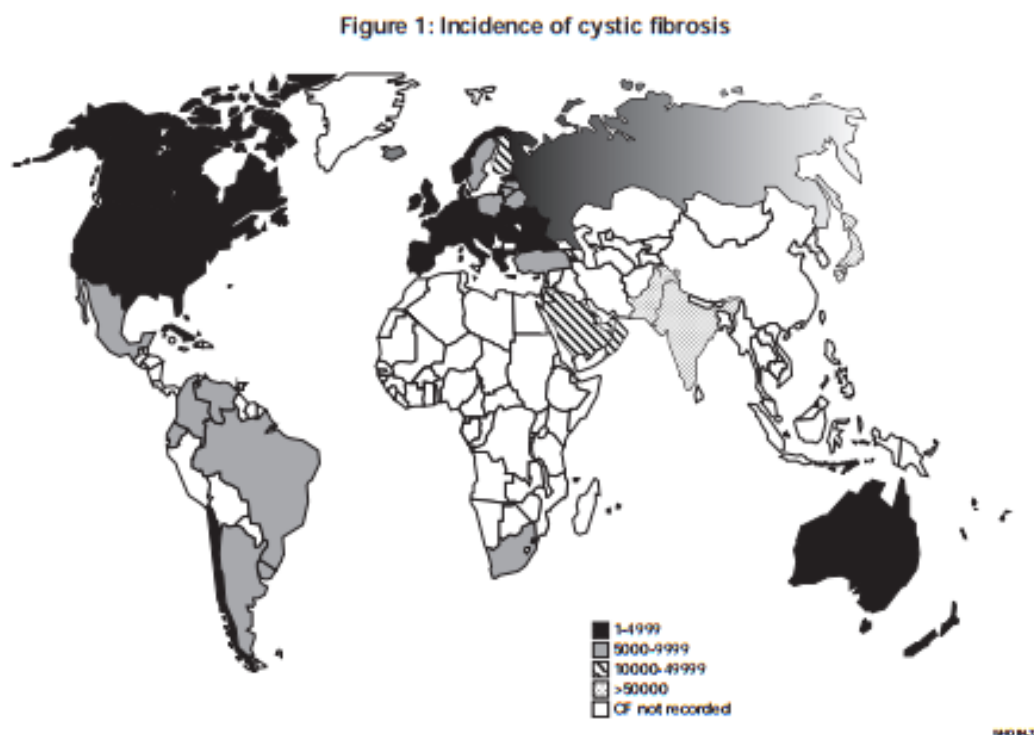 Figure 1: Incidence of cystic fibrosis
1-4999
5000-9999
10000-49999
>50000
CF not recorded